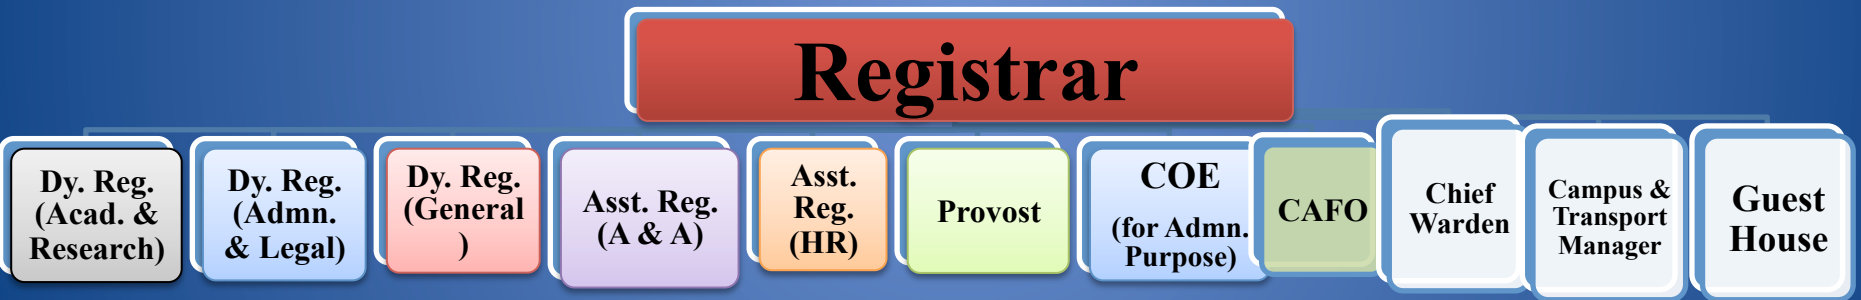 Registrar
Dy. Reg.
(Acad. &
Research)
Dy. Reg.
(Admn.
& Legal)
Dy. Reg.
(General
)
Asst. Reg.
(A & A)
Asst.
Reg.
(HR)
Provost
COE
(for Admn.
Purpose)
CAFO
Chief
Warden
Campus &
Transport
Manager
Guest
House